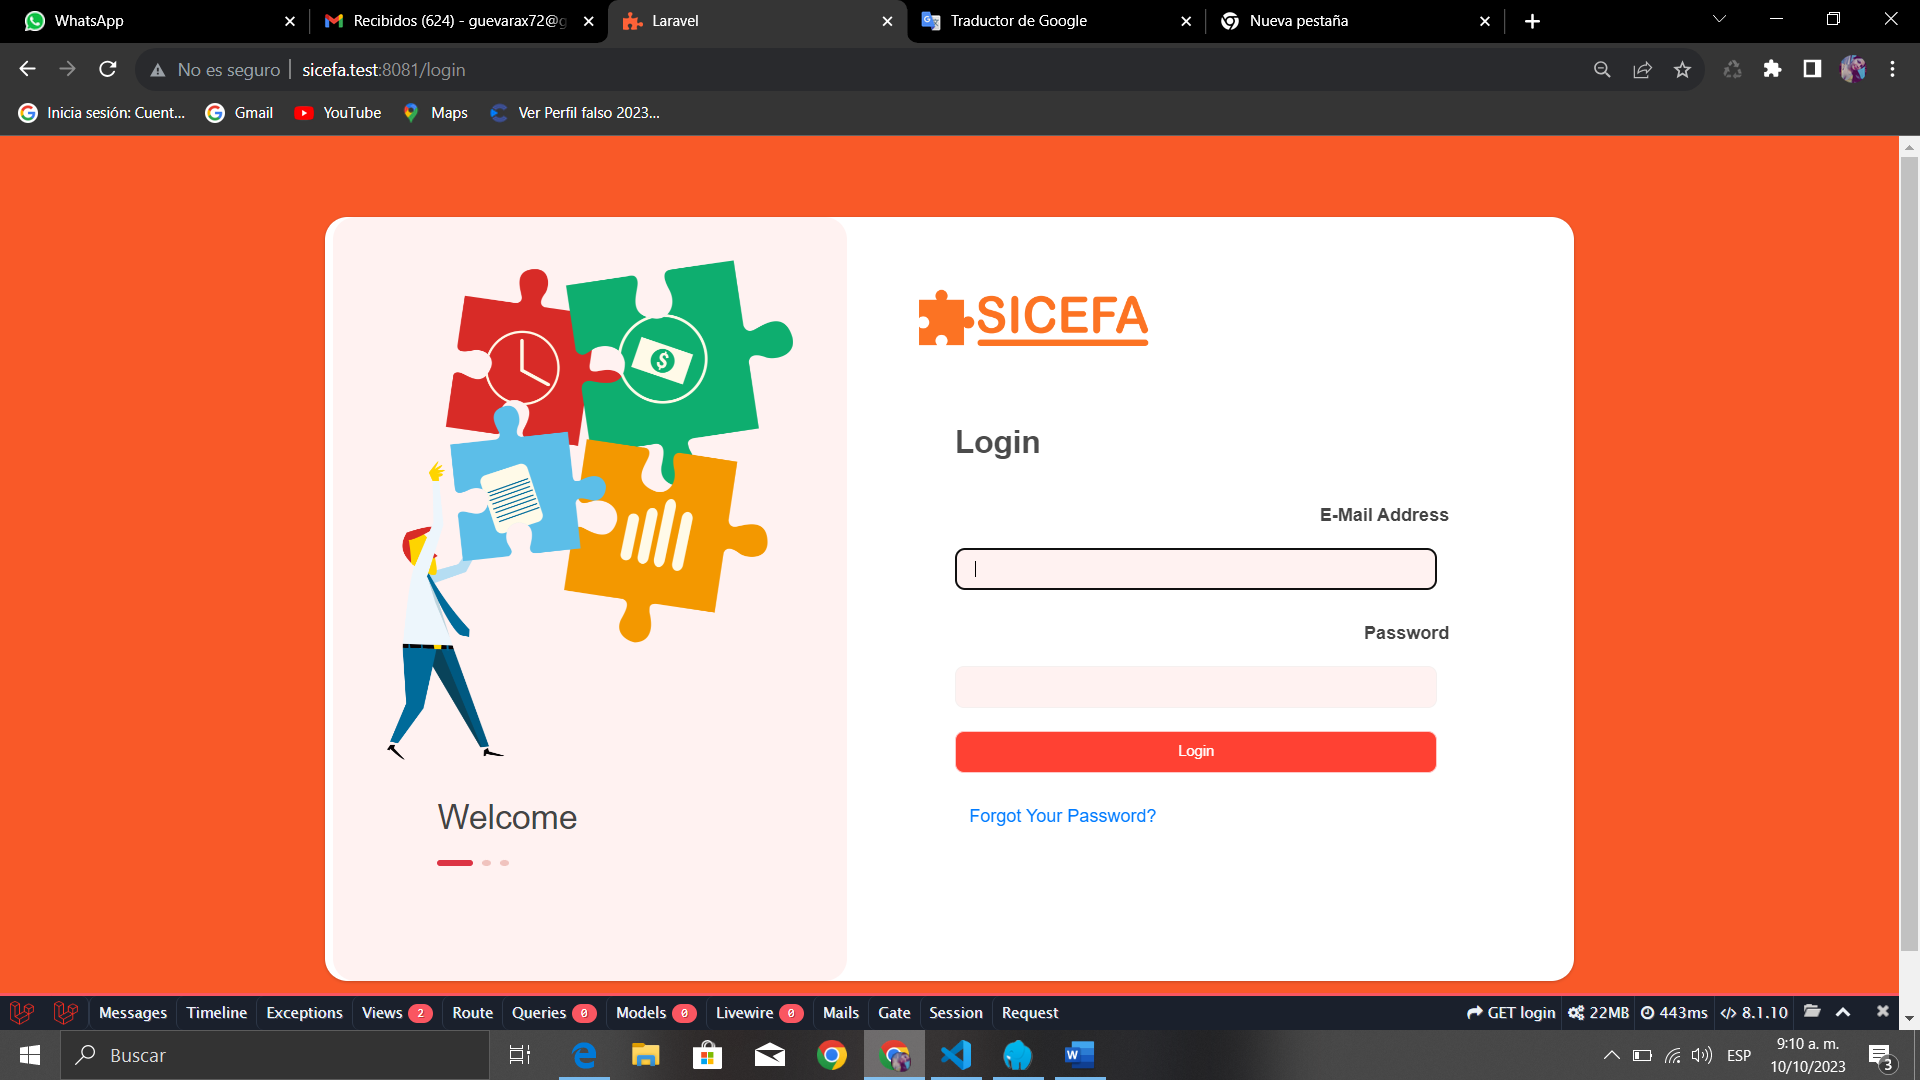 WhatsApp
Recibidos (624) - guevarax72@g
Laravel
Traductor de Google
Nueva pestaña
No es seguro
sicefa.test:8081/login
Inicia sesión: Cuent...
Gmail
YouTube
Maps
Ver Perfil falso 2023...
SICEFA
Login
E-Mail Address
Password
Login
Forgot Your Password?
$
Welcome
Messages
Timeline
Exceptions
Views 2
Route
Queries 0
Models 0
Livewire 0
Mails
Gate
Session
Request
GET login
22MB
443ms
8.1.10
Buscar
W
ESP
9:10 a. m.
10/10/2023
3